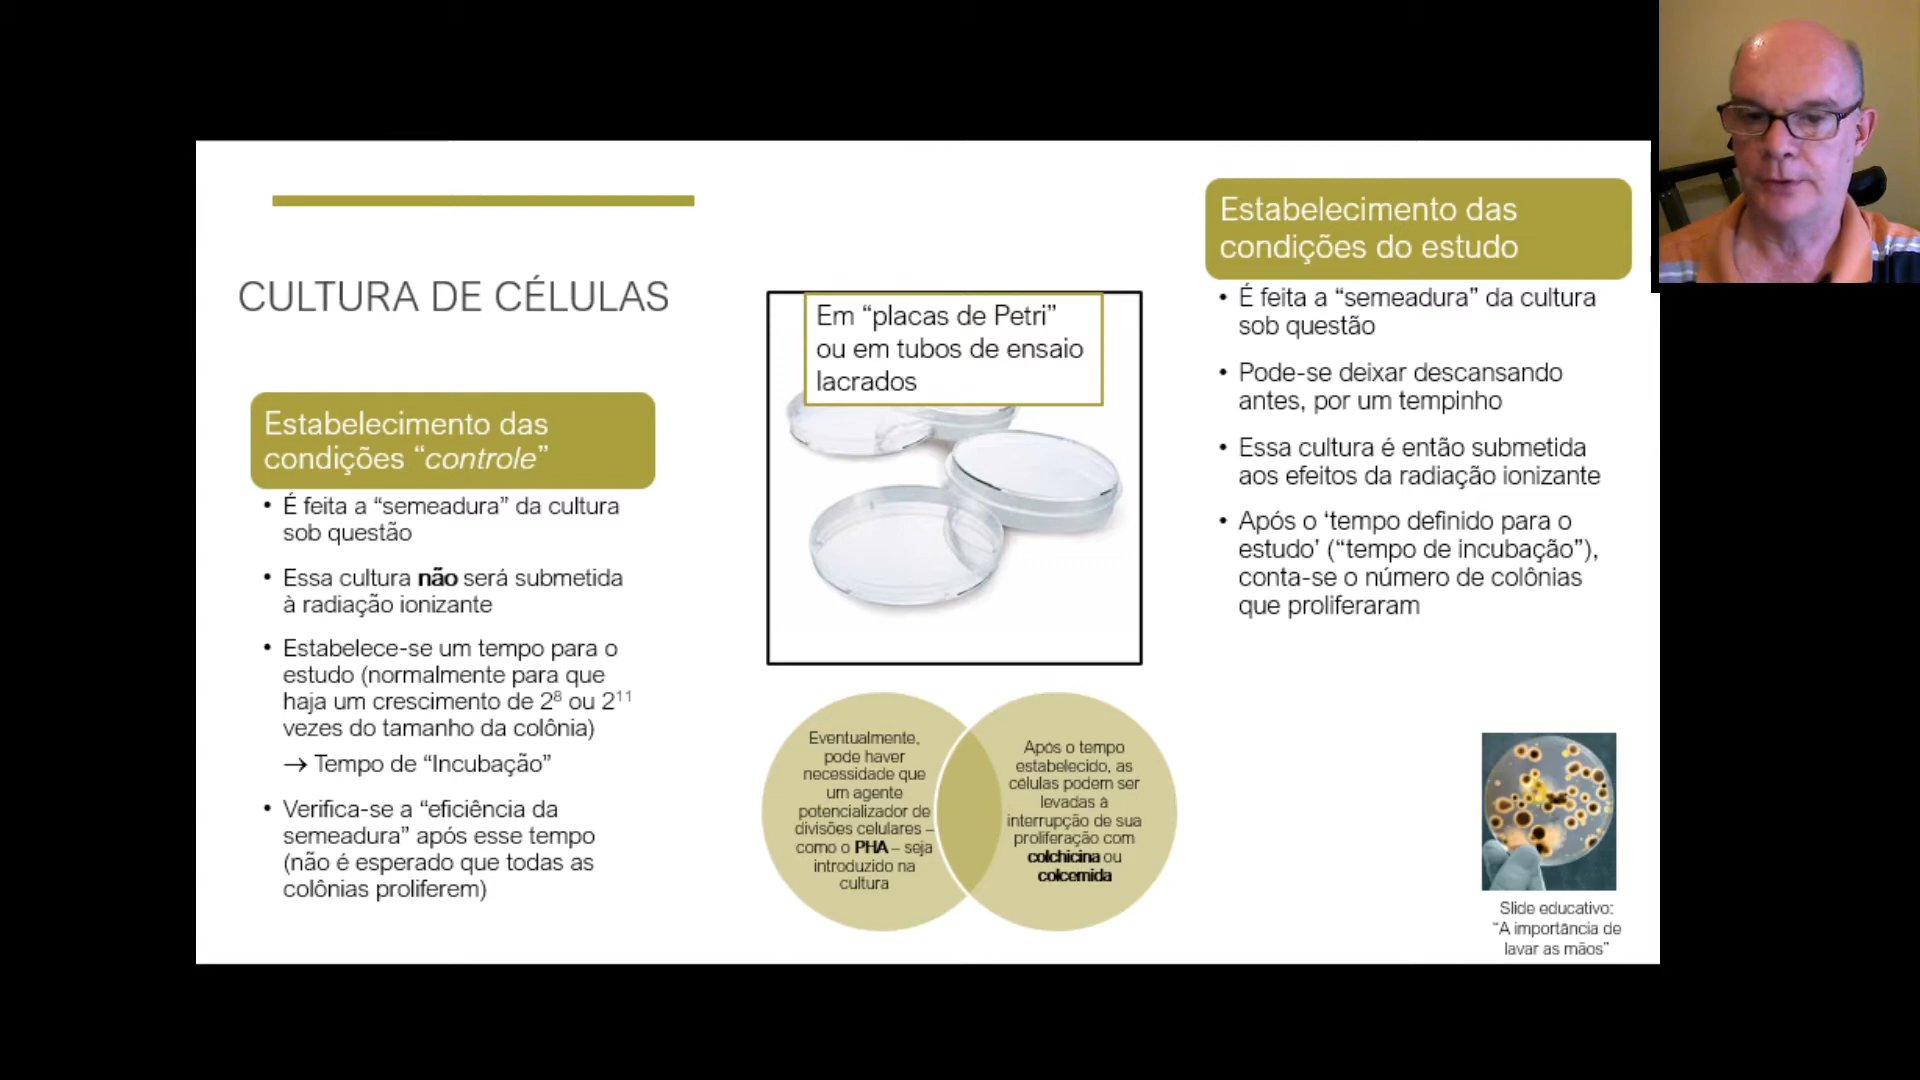 CULTURA DE CÉLULAS
Estabelecimento das
condições “controle”
• É feita a “semeadura” da cultura
sob questão
• Essa cultura não será submetida
à radiação ionizante
• Estabelece-se um tempo para o
estudo (normalmente para que
haja um crescimento de 2⁸ ou 2¹¹
vezes do tamanho da colônia)
→ Tempo de “Incubação”
• Verifica-se a “eficiência da
semeadura” após esse tempo
(não é esperado que todas as
colônias proliferem)
Em “placas de Petri”
ou em tubos de ensaio
lacrados
Eventualmente,
pode haver
necessidade que
um agente
potencializador de
divisões celulares –
como o PHA – seja
introduzido na
cultura
Após o tempo
estabelecido, as
células podem ser
levadas à
interrupção de sua
proliferação com
colchicina ou
colcemida
Estabelecimento das
condições do estudo
• É feita a “semeadura” da cultura
sob questão
• Pode-se deixar descansando
antes, por um tempinho
• Essa cultura é então submetida
aos efeitos da radiação ionizante
• Após o ‘tempo definido para o
estudo’ (“tempo de incubação”),
conta-se o número de colônias
que proliferaram
Slide educativo:
“A importância de
lavar as mãos”